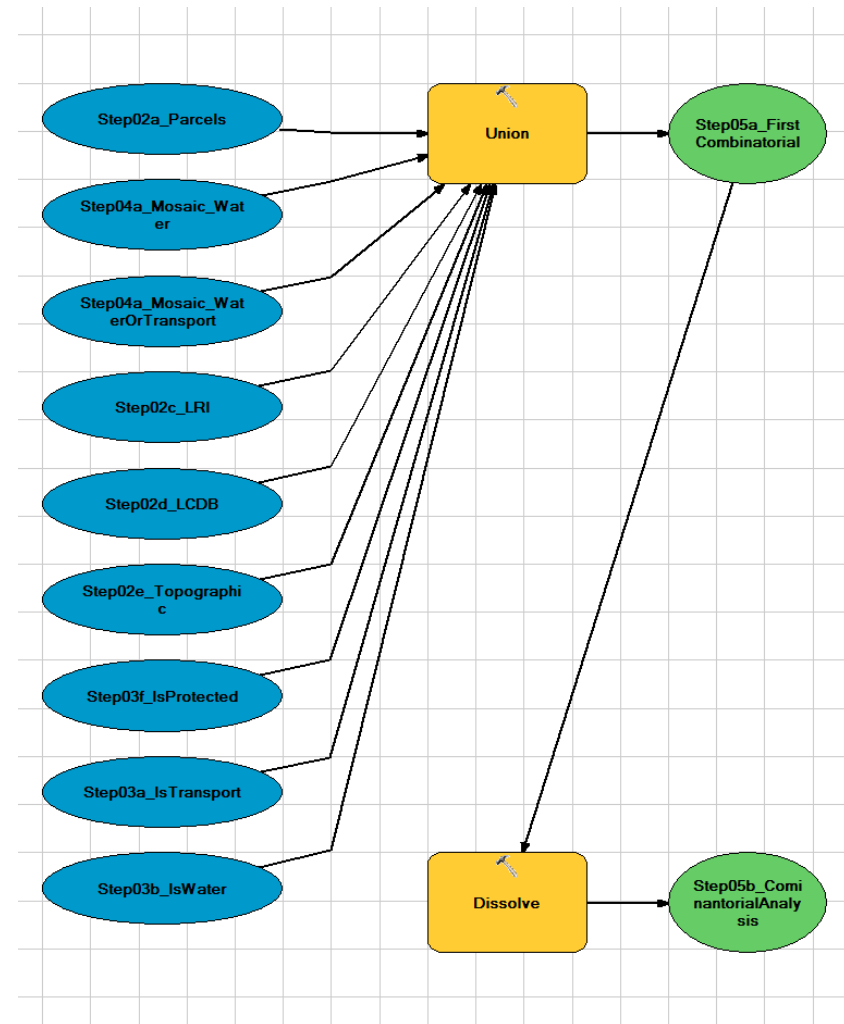 Step02a_Parcels
Union
Step05a_First
Combinatorial
Step04a_Mosaic_Wat
er
Step04a_Mosaic_Wat
erOrTransport
Step02c_LRI
Step02d_LCDB
Step02e_Topographi
c
Step03f_IsProtected
Step03a_IsTransport
Step03b_IsWater
Dissolve
Step05b_Comi
nantorialAnaly
sis